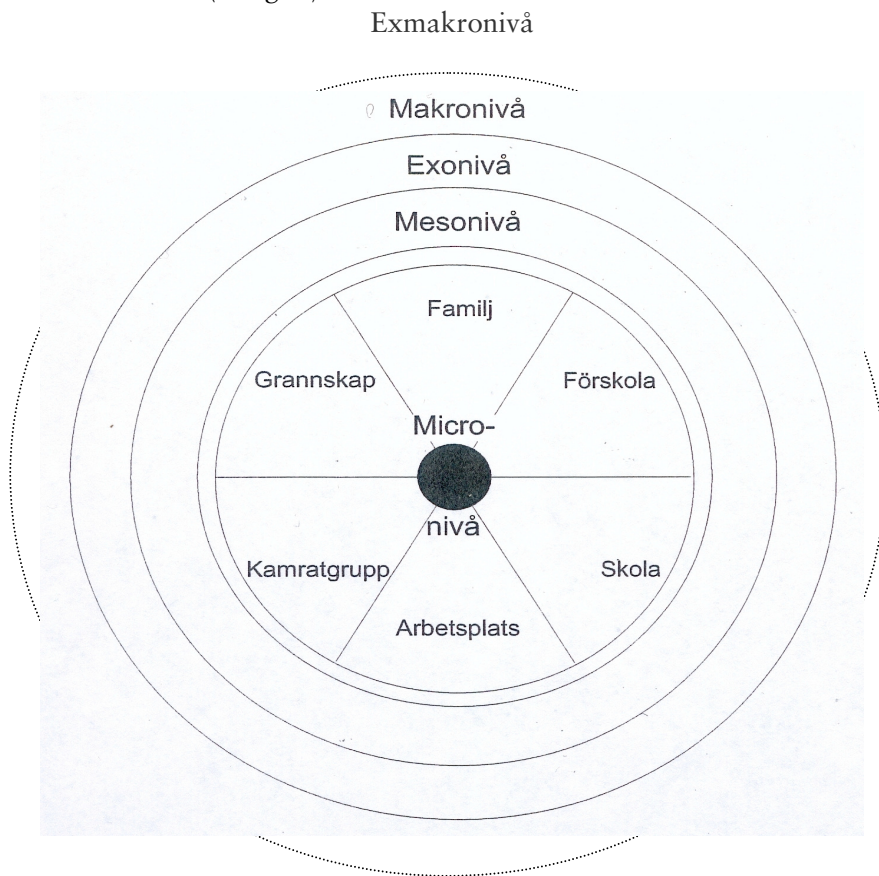 Exmakronivå
Makronivå
Exonivå
Mesonivå
Familj
Grannskap
Förskola
Micro-
nivå
Kamratgrupp
Skola
Arbetsplats